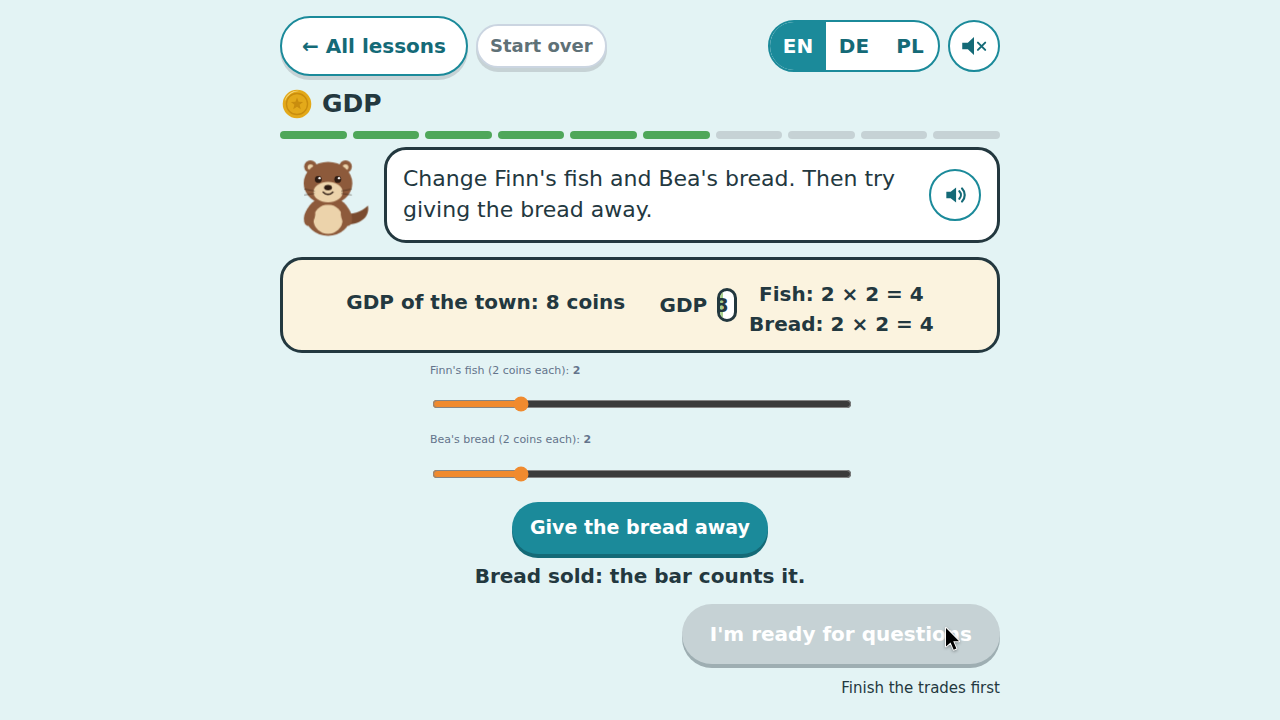 ← All lessons
Start over
EN DE PL
GDP
Change Finn's fish and Bea's bread. Then try
giving the bread away.
GDP of the town: 8 coins
GDP 8
Fish: 2 × 2 = 4
Bread: 2 × 2 = 4
Finn's fish (2 coins each): 2
Bea's bread (2 coins each): 2
Give the bread away
Bread sold: the bar counts it.
I'm ready for questions
Finish the trades first